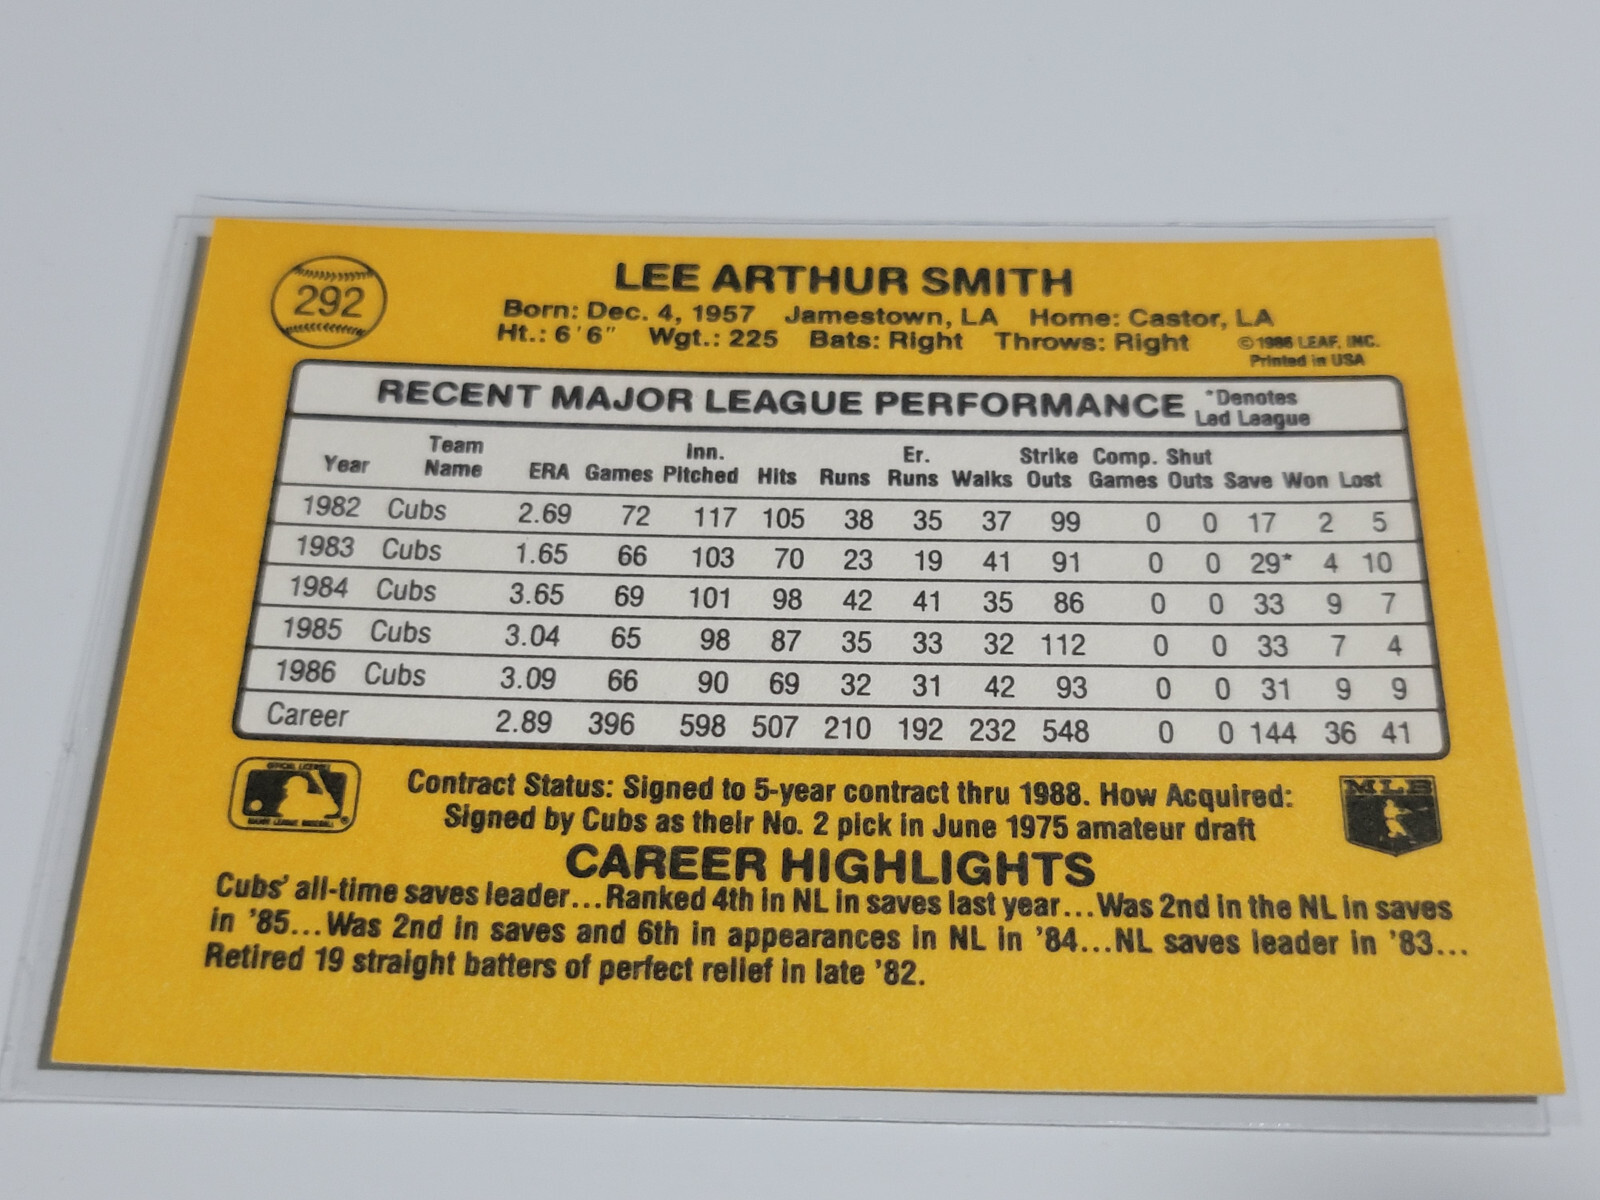 292
LEE ARTHUR SMITH
Born: Dec. 4, 1957 Jamestown, LA Home: Castor, LA
Ht.: 6'6" Wgt.: 225 Bats: Right Throws: Right
©1986 LEAF, INC.
Printed in USA
RECENT MAJOR LEAGUE PERFORMANCE
*Denotes
Led League
Year Team Name ERA Games Inn. Pitched Hits Runs Er. Runs Walks Strike Outs Comp. Games Shut Outs Save Won Lost
1982 Cubs 2.69 72 117 105 38 35 37 99 0 0 17 2 5
1983 Cubs 1.65 66 103 70 23 19 41 91 0 0 29* 4 10
1984 Cubs 3.65 69 101 98 42 41 35 86 0 0 33 9 7
1985 Cubs 3.04 65 98 87 35 33 32 112 0 0 33 7 4
1986 Cubs 3.09 66 90 69 32 31 42 93 0 0 31 9 9
Career 2.89 396 598 507 210 192 232 548 0 0 144 36 41
Contract Status: Signed to 5-year contract thru 1988. How Acquired:
Signed by Cubs as their No. 2 pick in June 1975 amateur draft
MLB
CAREER HIGHLIGHTS
Cubs' all-time saves leader...Ranked 4th in NL in saves last year...Was 2nd in the NL in saves
in '85...Was 2nd in saves and 6th in appearances in NL in '84...NL saves leader in '83...
Retired 19 straight batters of perfect relief in late '82.